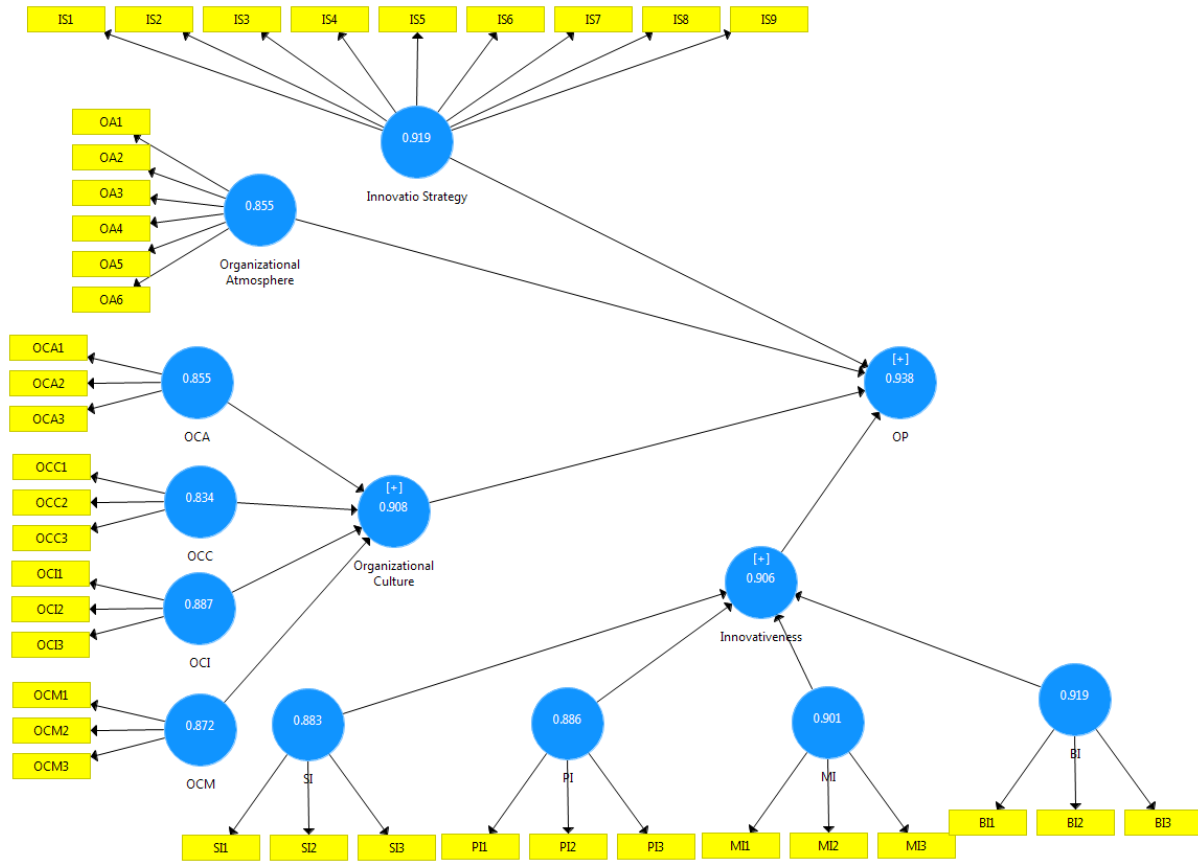 IS1 IS2 IS3 IS4 IS5 IS6 IS7 IS8 IS9
0.919
Innovatio Strategy
OA1
OA2
OA3
OA4
OA5
OA6
0.855
Organizational
Atmosphere
OCA1
OCA2
OCA3
0.855
OCA
[+]
0.938
OP
OCC1
OCC2
OCC3
0.834
OCC
[+]
0.908
Organizational
Culture
OCI1
OCI2
OCI3
0.887
OCI
[+]
0.906
Innovativeness
OCM1
OCM2
OCM3
0.872
OCM
0.883
SI
0.886
PI
0.901
MI
0.919
BI
SI1 SI2 SI3
PI1 PI2 PI3
MI1 MI2 MI3
BI1 BI2 BI3